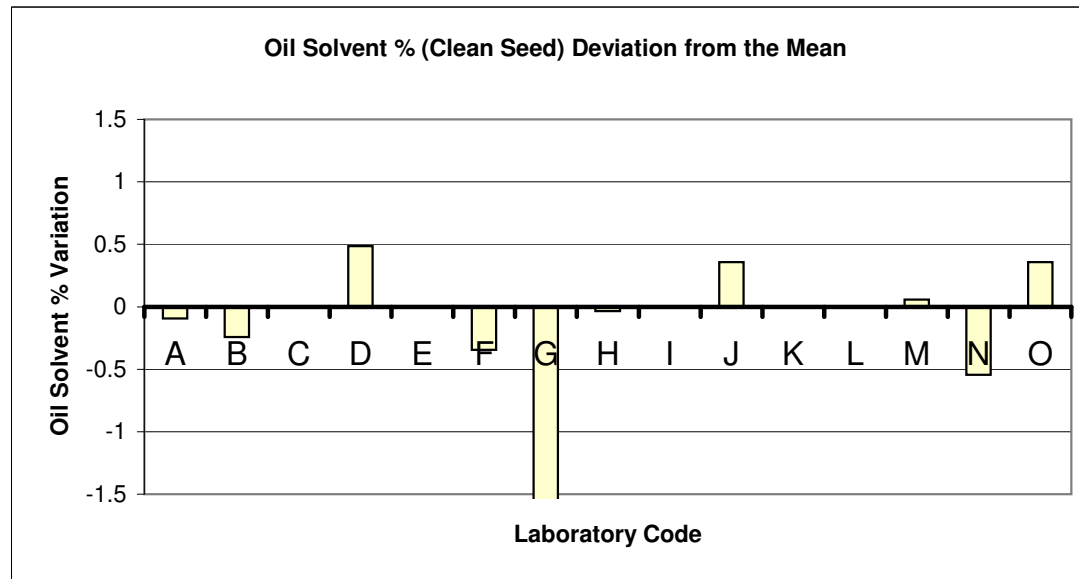 Oil Solvent % (Clean Seed) Deviation from the Mean
Oil Solvent % Variation
1.5
1
0.5
0
-0.5
-1
-1.5
A B C D E F G H I J K L M N O
Laboratory Code